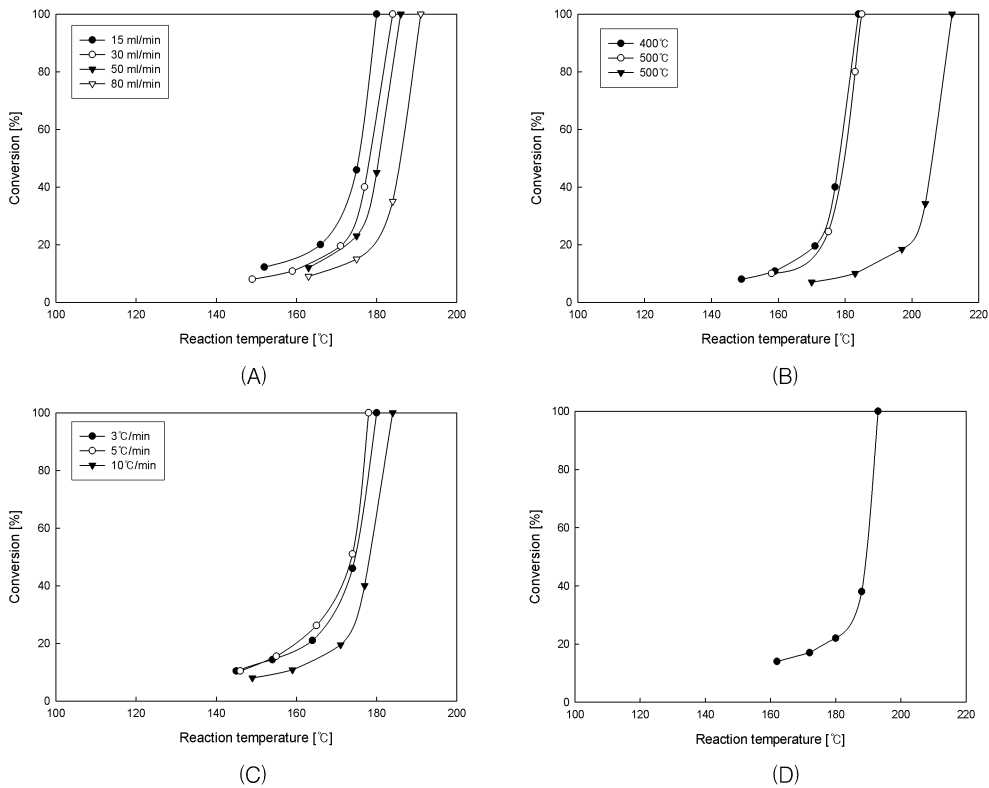 100
80
60
40
20
0
Conversion [%]
15 ml/min
30 ml/min
50 ml/min
80 ml/min
100 120 140 160 180 200
Reaction temperature [℃]
(A)
100
80
60
40
20
0
Conversion [%]
400℃
500℃
500℃
100 120 140 160 180 200 220
Reaction temperature [℃]
(B)
100
80
60
40
20
0
Conversion [%]
3℃/min
5℃/min
10℃/min
100 120 140 160 180 200
Reaction temperature [℃]
(C)
100
80
60
40
20
0
Conversion [%]
100 120 140 160 180 200 220
Reaction temperature [℃]
(D)